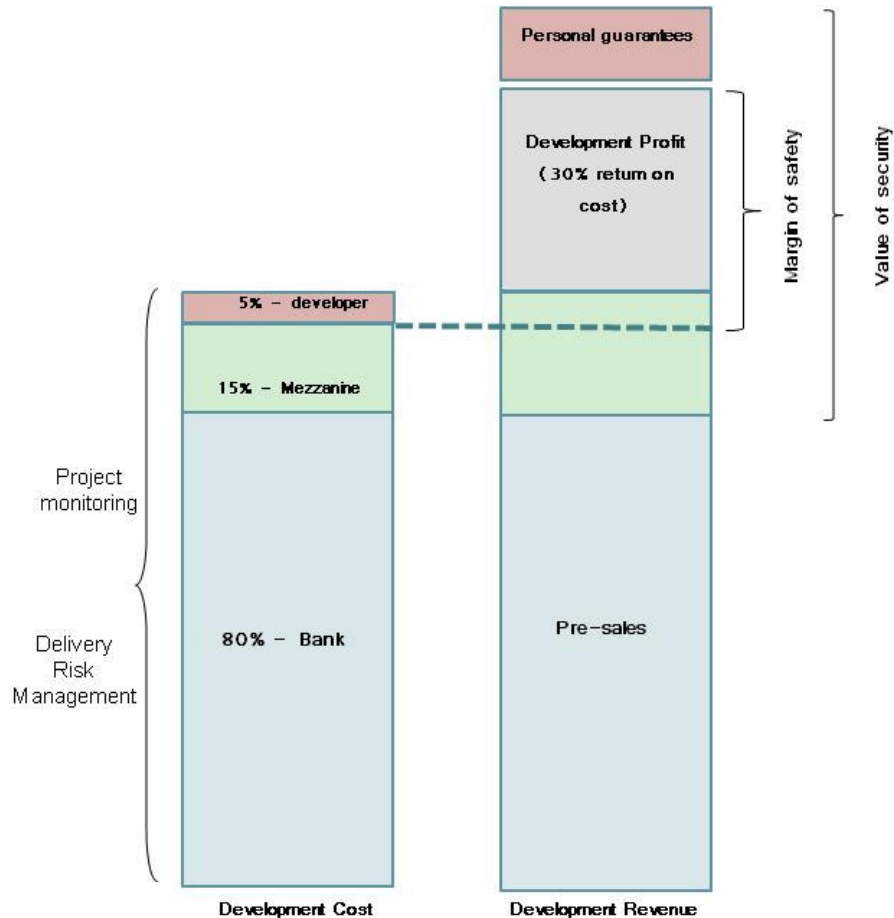 Personal guarantees
Development Profit
(30% return on
cost)
Margin of safety
Value of security
5% - developer
15% - Mezzanine
Project
monitoring
80% - Bank
Pre-sales
Delivery
Risk
Management
Development Cost
Development Revenue